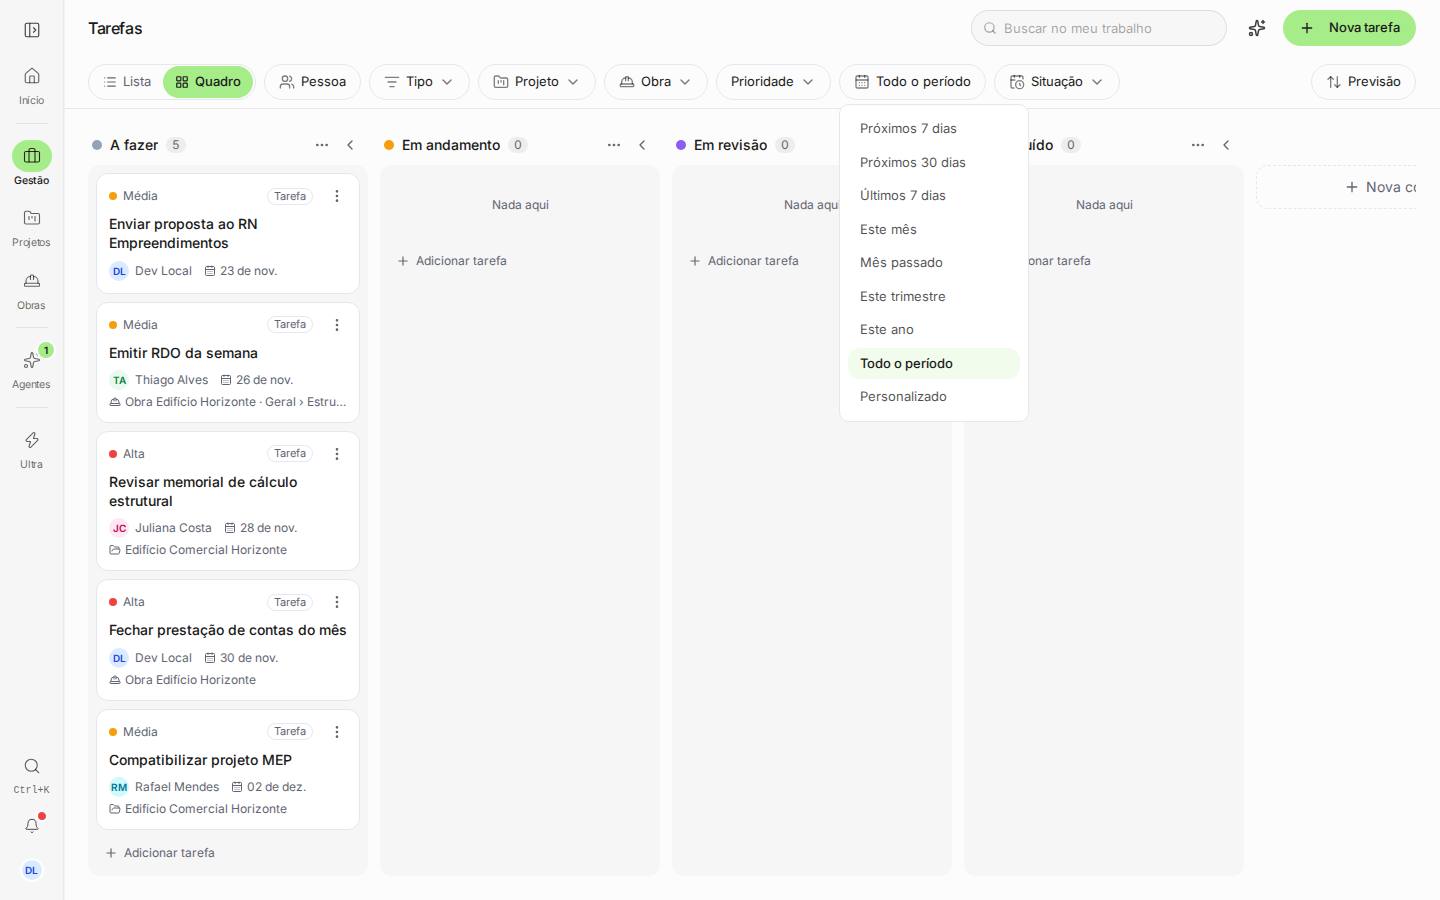 Tarefas
Buscar no meu trabalho
Nova tarefa
Início
Gestão
Projetos
Obras
1
Agentes
Ultra
Ctrl+K
DL
Lista
Quadro
Pessoa
Tipo
Projeto
Obra
Prioridade
Todo o período
Situação
Previsão
A fazer 5
Média
Tarefa
Enviar proposta ao RN
Empreendimentos
DL Dev Local 23 de nov.
Média
Tarefa
Emitir RDO da semana
TA Thiago Alves 26 de nov.
Obra Edifício Horizonte · Geral › Estru...
Alta
Tarefa
Revisar memorial de cálculo
estrutural
JC Juliana Costa 28 de nov.
Edifício Comercial Horizonte
Alta
Tarefa
Fechar prestação de contas do mês
DL Dev Local 30 de nov.
Obra Edifício Horizonte
Média
Tarefa
Compatibilizar projeto MEP
RM Rafael Mendes 02 de dez.
Edifício Comercial Horizonte
Adicionar tarefa
Em andamento 0
Nada aqui
Adicionar tarefa
Em revisão 0
Nada aqui
Adicionar tarefa
Próximos 7 dias
Próximos 30 dias
Últimos 7 dias
Este mês
Mês passado
Este trimestre
Este ano
Todo o período
Personalizado
uído 0
Nada aqui
onar tarefa
Nova co